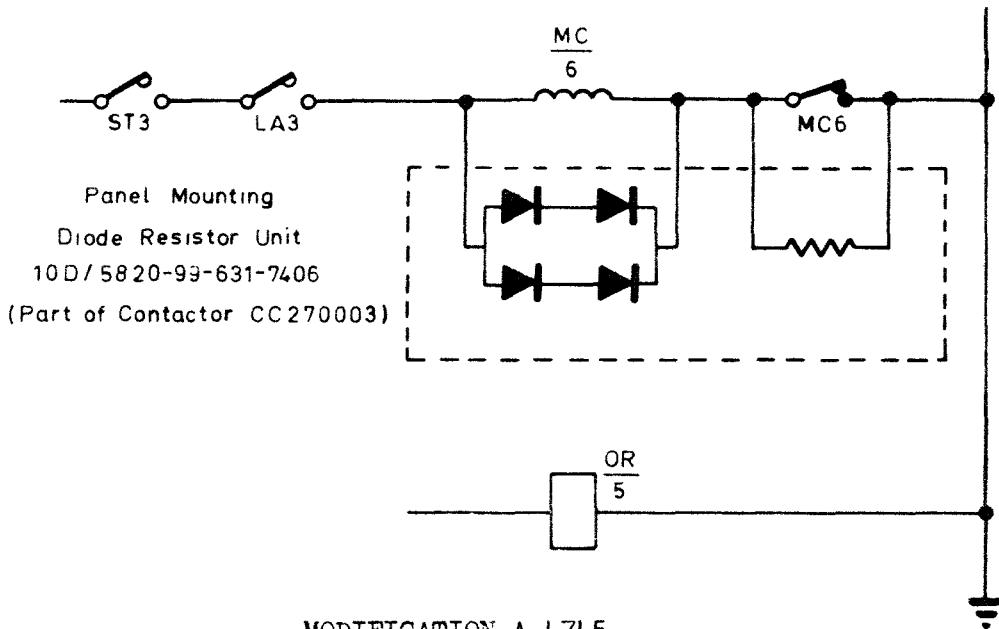 MC
6
ST3
LA3
MC6
Panel Mounting
Diode Resistor Unit
10D/5820-99-631-7406
(Part of Contactor CC270003)
OR
5